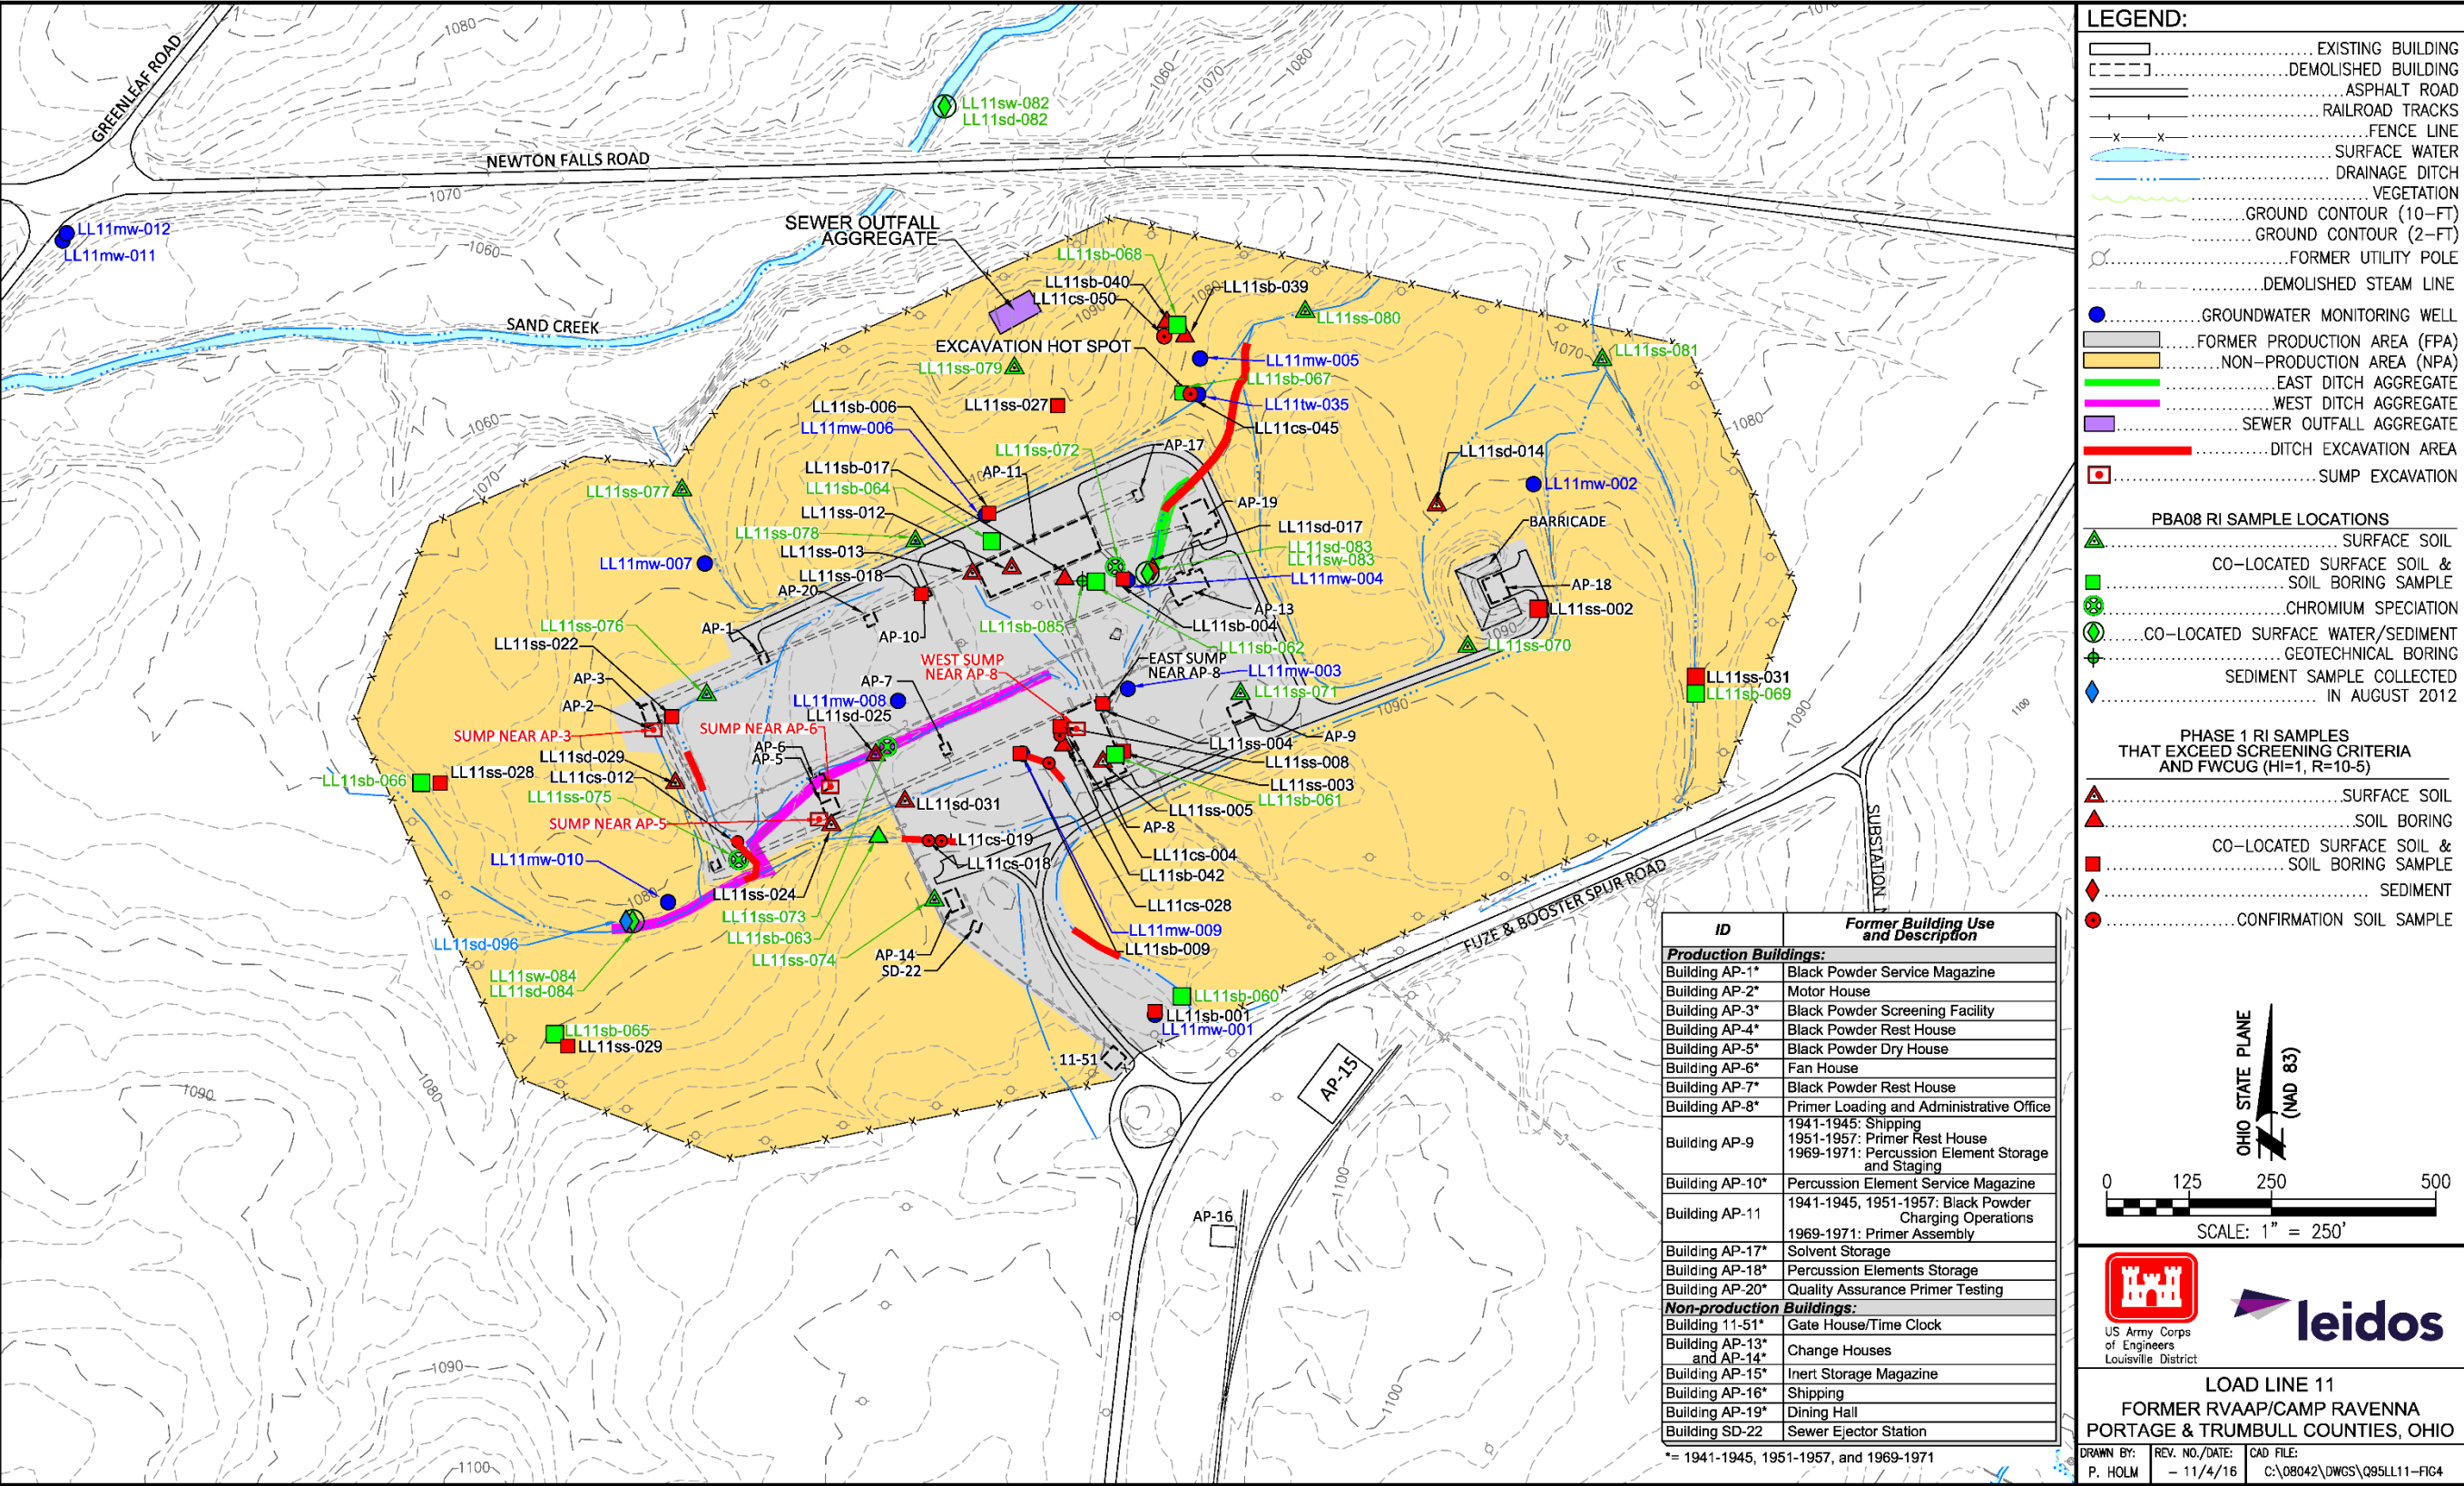 GREENLEAF ROAD
1080
1060
1070
1080
1070
LL11sw-082
LL11sd-082
NEWTON FALLS ROAD
1070
1060
LL11mw-012
LL11mw-011
SAND CREEK
SEWER OUTFALL
AGGREGATE
LL11sb-068
LL11sb-040
LL11cs-050
LL11sb-039
1080
1090
LL11ss-080
EXCAVATION HOT SPOT
LL11mw-005
LL11ss-079
LL11sb-067
LL11ss-027
LL11tw-035
LL11cs-045
1070
LL11ss-081
1080
1060
1070
LL11sb-006
LL11mw-006
LL11ss-072
AP-17
LL11sb-017
AP-11
LL11sb-064
LL11ss-012
LL11ss-077
LL11ss-078
LL11ss-013
LL11mw-007
LL11ss-018
AP-20
AP-19
LL11sd-017
LL11sd-083
LL11sw-083
LL11mw-004
LL11sd-014
LL11mw-002
BARRICADE
AP-18
LL11ss-002
1090
LL11ss-070
AP-13
LL11sb-004
LL11sb-085
LL11sb-062
AP-10
AP-1
LL11ss-076
LL11ss-022
AP-3
AP-2
WEST SUMP
NEAR AP-8
EAST SUMP
NEAR AP-8
LL11mw-003
LL11ss-071
AP-7
LL11mw-008
LL11sd-025
SUMP NEAR AP-3
SUMP NEAR AP-6
AP-6
AP-5
LL11sd-029
LL11cs-012
LL11ss-075
SUMP NEAR AP-5
LL11sb-066
LL11ss-028
LL11ss-031
LL11sb-069
1090
1090
1100
LL11ss-004
AP-9
LL11ss-008
LL11ss-003
LL11sb-061
LL11ss-005
AP-8
LL11cs-004
LL11sb-042
LL11cs-028
LL11mw-009
LL11sb-009
LL11sd-031
LL11cs-019
LL11cs-018
LL11mw-010
1080
LL11ss-024
LL11ss-073
LL11sb-063
LL11ss-074
AP-14
SD-22
LL11sd-096
LL11sw-084
LL11sd-084
LL11sb-065
LL11ss-029
LL11sb-060
LL11sb-001
LL11mw-001
11-51
FUZE & BOOSTER SPUR ROAD
SUBSTATION
AP-15
AP-16
1090
1080
1100
1090
1100
1100
ID
Former Building Use
and Description
Production Buildings:
Building AP-1* Black Powder Service Magazine
Building AP-2* Motor House
Building AP-3* Black Powder Screening Facility
Building AP-4* Black Powder Rest House
Building AP-5* Black Powder Dry House
Building AP-6* Fan House
Building AP-7* Black Powder Rest House
Building AP-8* Primer Loading and Administrative Office
Building AP-9
1941-1945: Shipping
1951-1957: Primer Rest House
1969-1971: Percussion Element Storage
and Staging
Building AP-10* Percussion Element Service Magazine
Building AP-11
1941-1945, 1951-1957: Black Powder
Charging Operations
1969-1971: Primer Assembly
Building AP-17* Solvent Storage
Building AP-18* Percussion Elements Storage
Building AP-20* Quality Assurance Primer Testing
Non-production Buildings:
Building 11-51* Gate House/Time Clock
Building AP-13*
and AP-14*
Change Houses
Building AP-15* Inert Storage Magazine
Building AP-16* Shipping
Building AP-19* Dining Hall
Building SD-22 Sewer Ejector Station
*= 1941-1945, 1951-1957, and 1969-1971
LEGEND:
EXISTING BUILDING
DEMOLISHED BUILDING
ASPHALT ROAD
RAILROAD TRACKS
FENCE LINE
SURFACE WATER
DRAINAGE DITCH
VEGETATION
GROUND CONTOUR (10-FT)
GROUND CONTOUR (2-FT)
FORMER UTILITY POLE
DEMOLISHED STEAM LINE
GROUNDWATER MONITORING WELL
FORMER PRODUCTION AREA (FPA)
NON-PRODUCTION AREA (NPA)
EAST DITCH AGGREGATE
WEST DITCH AGGREGATE
SEWER OUTFALL AGGREGATE
DITCH EXCAVATION AREA
SUMP EXCAVATION
PBA08 RI SAMPLE LOCATIONS
SURFACE SOIL
CO-LOCATED SURFACE SOIL &
SOIL BORING SAMPLE
CHROMIUM SPECIATION
CO-LOCATED SURFACE WATER/SEDIMENT
GEOTECHNICAL BORING
SEDIMENT SAMPLE COLLECTED
IN AUGUST 2012
PHASE 1 RI SAMPLES
THAT EXCEED SCREENING CRITERIA
AND FWCUG (HI=1, R=10-5)
SURFACE SOIL
SOIL BORING
CO-LOCATED SURFACE SOIL &
SOIL BORING SAMPLE
SEDIMENT
CONFIRMATION SOIL SAMPLE
OHIO STATE PLANE
(NAD 83)
0 125 250 500
SCALE: 1" = 250'
US Army Corps
of Engineers
Louisville District
leidos
LOAD LINE 11
FORMER RVAAP/CAMP RAVENNA
PORTAGE & TRUMBULL COUNTIES, OHIO
DRAWN BY:
P. HOLM
REV. NO./DATE:
- 11/4/16
CAD FILE:
C:\08042\DWGS\Q95LL11-FIG4